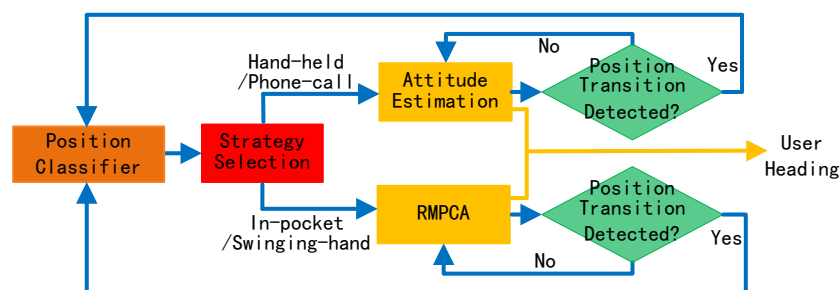 Hand-held
/Phone-call
No
Attitude
Estimation
Position
Transition
Detected?
Yes
Position
Classifier
Strategy
Selection
User
Heading
In-pocket
/Swinging-hand
RMPCA
Position
Transition
Detected?
Yes
No